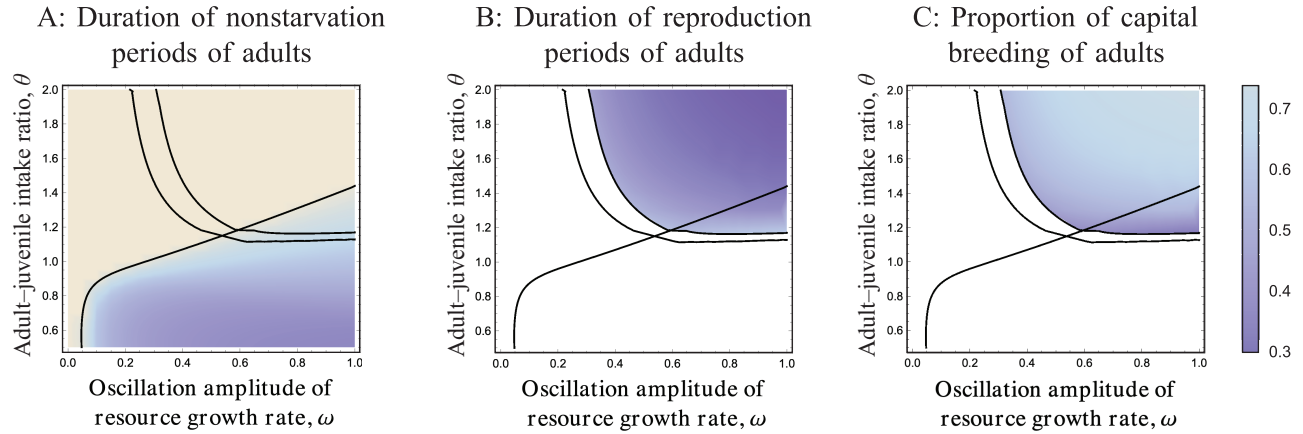 A: Duration of nonstarvation
periods of adults
B: Duration of reproduction
periods of adults
C: Proportion of capital
breeding of adults
Adult–juvenile intake ratio, θ
2.0
1.8
1.6
1.4
1.2
1.0
0.8
0.6
0.0 0.2 0.4 0.6 0.8 1.0
Oscillation amplitude of
resource growth rate, ω
Adult–juvenile intake ratio, θ
2.0
1.8
1.6
1.4
1.2
1.0
0.8
0.6
0.0 0.2 0.4 0.6 0.8 1.0
Oscillation amplitude of
resource growth rate, ω
Adult–juvenile intake ratio, θ
2.0
1.8
1.6
1.4
1.2
1.0
0.8
0.6
0.0 0.2 0.4 0.6 0.8 1.0
Oscillation amplitude of
resource growth rate, ω
0.7
0.6
0.5
0.4
0.3